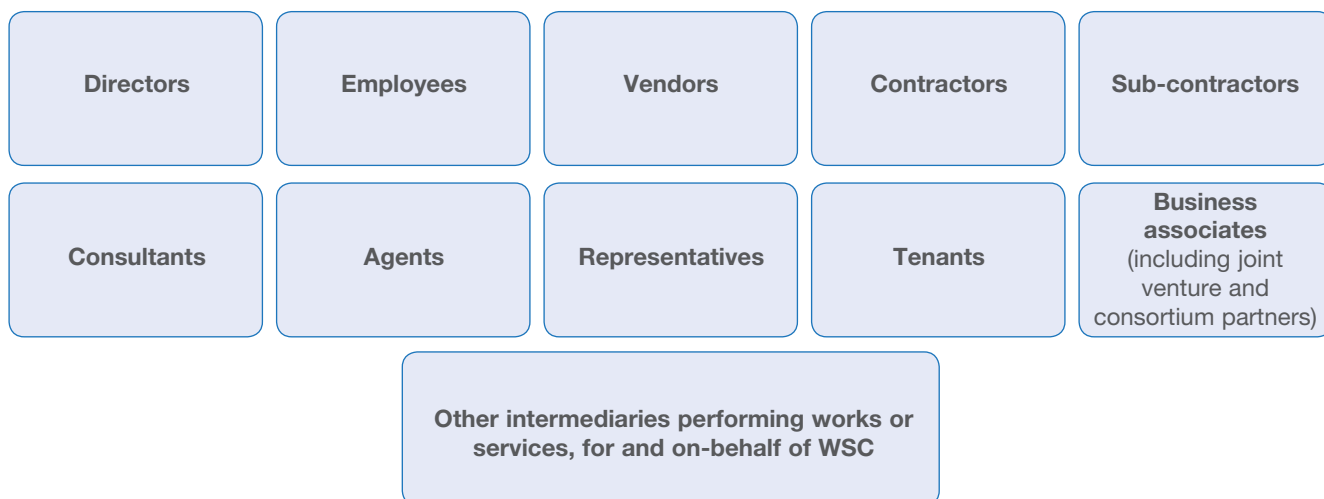 Directors
Employees
Vendors
Contractors
Sub-contractors
Consultants
Agents
Representatives
Tenants
Business
associates
(including joint
venture and
consortium partners)
Other intermediaries performing works or
services, for and on-behalf of WSC